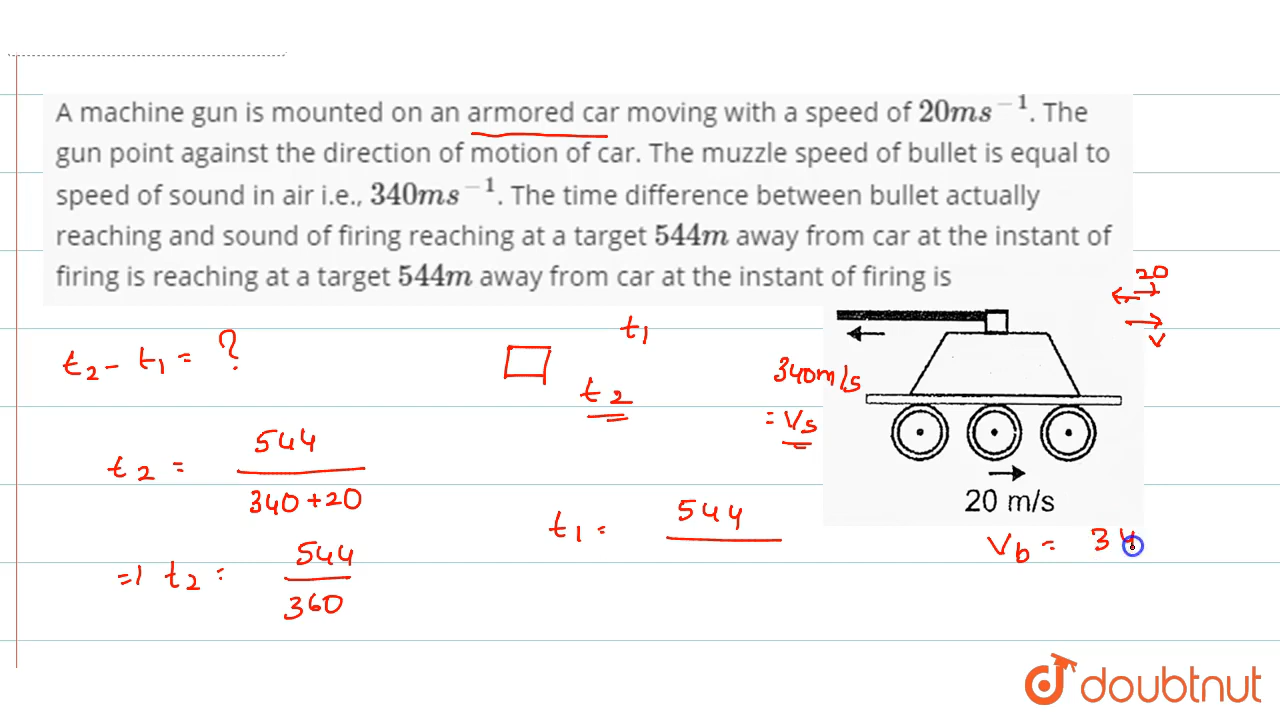 A machine gun is mounted on an armored car moving with a speed of 20ms⁻¹. The
gun point against the direction of motion of car. The muzzle speed of bullet is equal to
speed of sound in air i.e., 340ms⁻¹. The time difference between bullet actually
reaching and sound of firing reaching at a target 544m away from car at the instant of
firing is reaching at a target 544m away from car at the instant of firing is
20
v
t₂ - t₁ = ?
t₁
t₂
340m/s
= Vs
t₂ = 544
340+20
20 m/s
t₁ = 544
Vb = 34
t₂ = 544
360
doubtnut